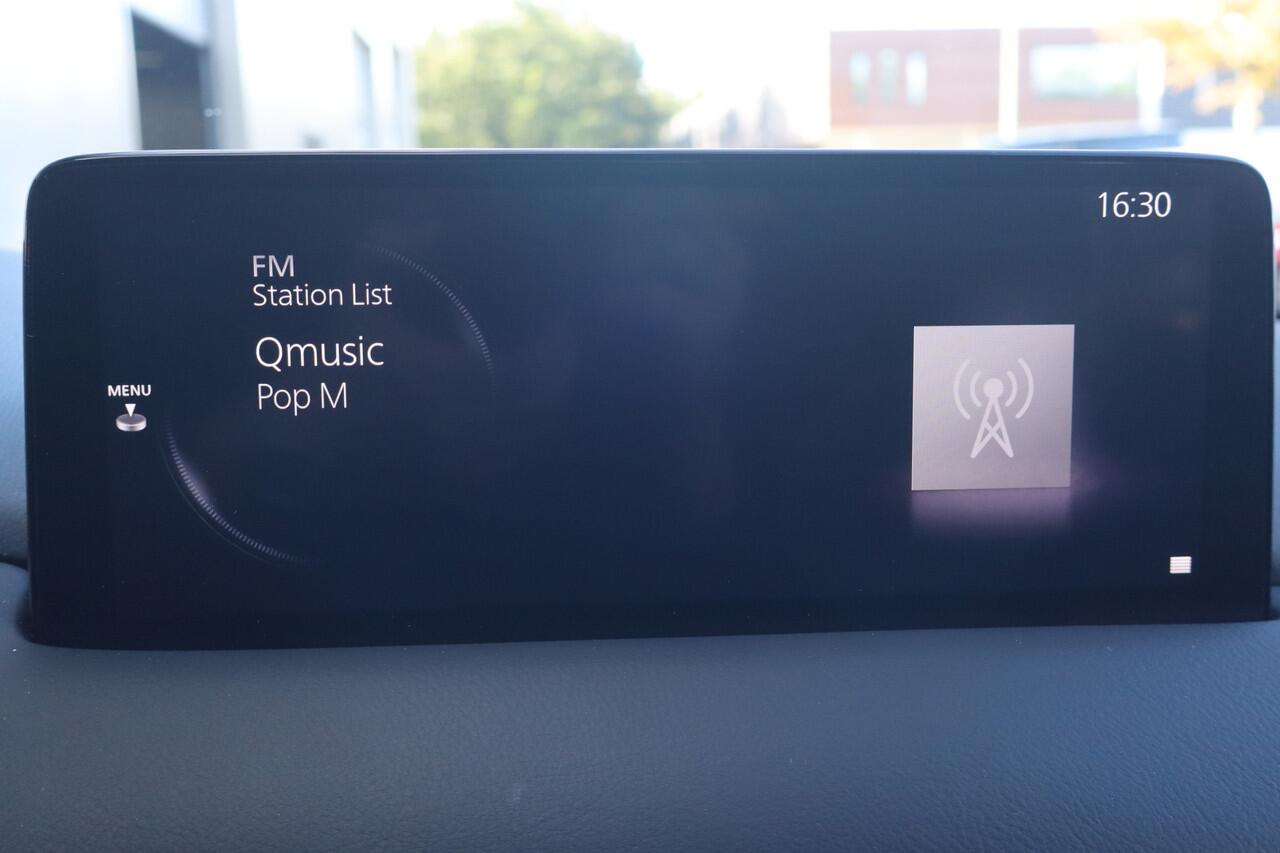 16:30
FM
Station List
Qmusic
Pop M
MENU